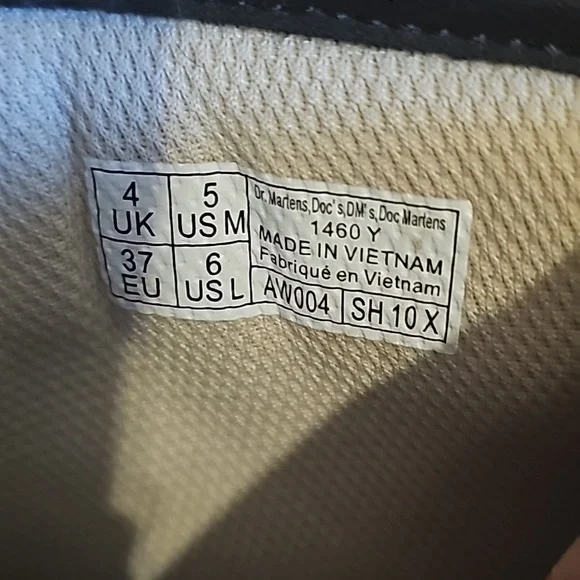 4 UK
5 US M
37 EU
6 US L
Dr. Martens,Doc's,DM's,Doc Martens
1460 Y
MADE IN VIETNAM
Fabriqué en Vietnam
AW004 SH 10 X